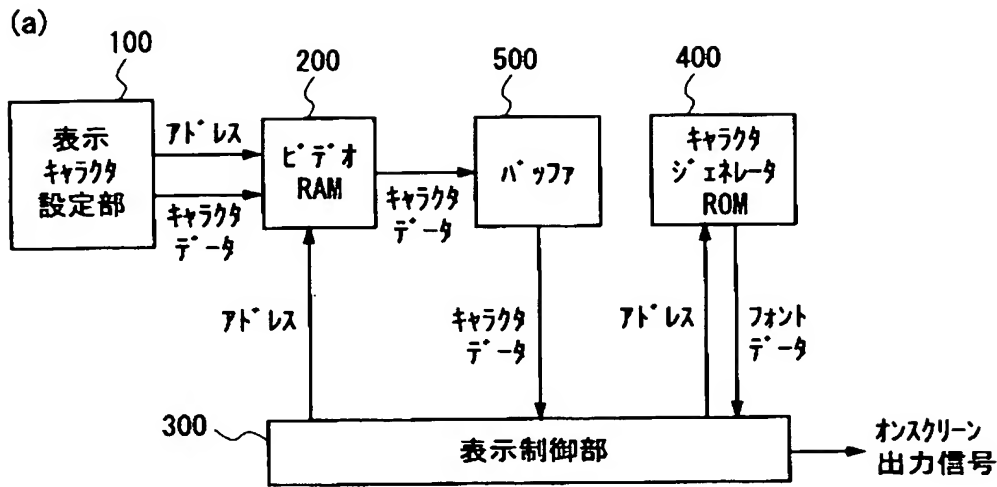 (a)
100
200
500
400
表示
キャラクタ
設定部
アドレス
キャラクタ
データ
ビデオ
RAM
キャラクタ
データ
バッファ
キャラクタ
ジェネレータ
ROM
アドレス
キャラクタ
データ
アドレス
フォント
データ
300
表示制御部
オンスクリーン
出力信号